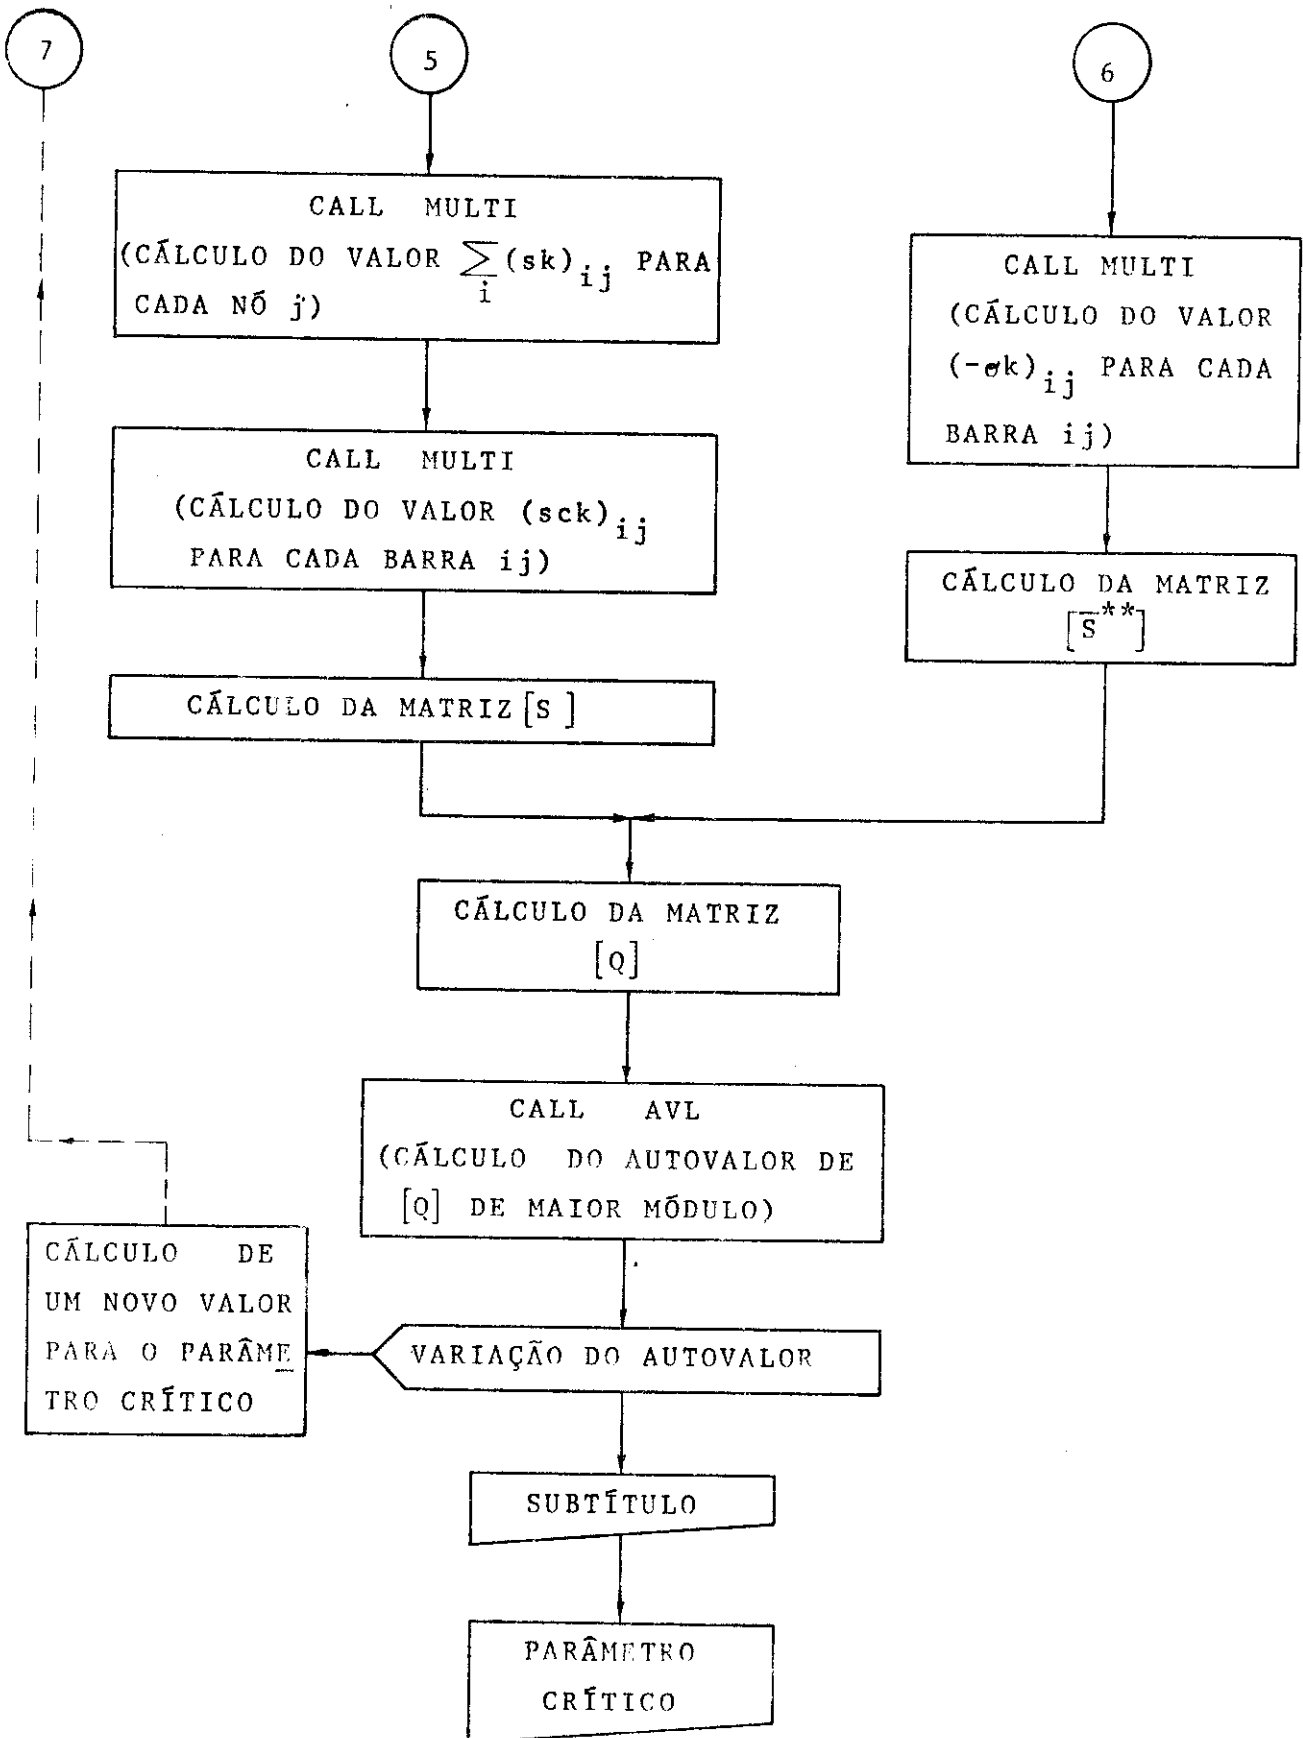 7
5
6
CALL MULTI
(CÁLCULO DO VALOR ∑i (sk)ij PARA
CADA NÓ j)
CALL MULTI
(CÁLCULO DO VALOR (sck)ij
PARA CADA BARRA ij)
CÁLCULO DA MATRIZ [S ]
CALL MULTI
(CÁLCULO DO VALOR
(-σk)ij PARA CADA
BARRA ij)
CÁLCULO DA MATRIZ
[S̅**]
CÁLCULO DA MATRIZ
[Q]
CALL AVL
(CÁLCULO DO AUTOVALOR DE
[Q] DE MAIOR MÓDULO)
VARIAÇÃO DO AUTOVALOR
CÁLCULO DE
UM NOVO VALOR
PARA O PARÂME
TRO CRÍTICO
SUBTÍTULO
PARÂMETRO
CRÍTICO